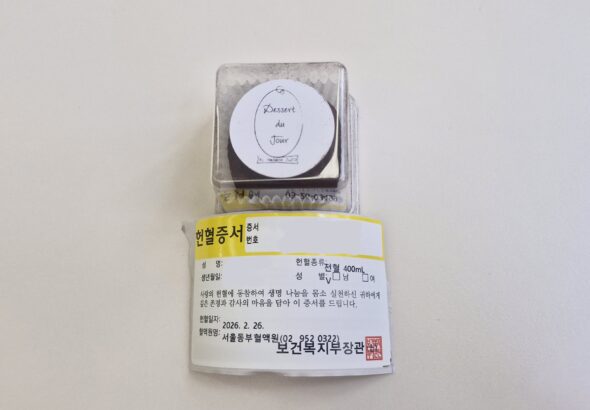 Dessert
du
Jour
헌혈증서
증서
번호
성 명:
헌혈종류:
전혈 400mL
생년월일:
성 별:
V□ 남 □ 여
사랑의 헌혈에 동참하여 생명 나눔을 몸소 실천하신 귀하에게
깊은 존경과 감사의 마음을 담아 이 증서를 드립니다.
헌혈일자:
2026. 2. 26.
혈액원명:
서울동부혈액원(02 952 0322)
보건복지부장관